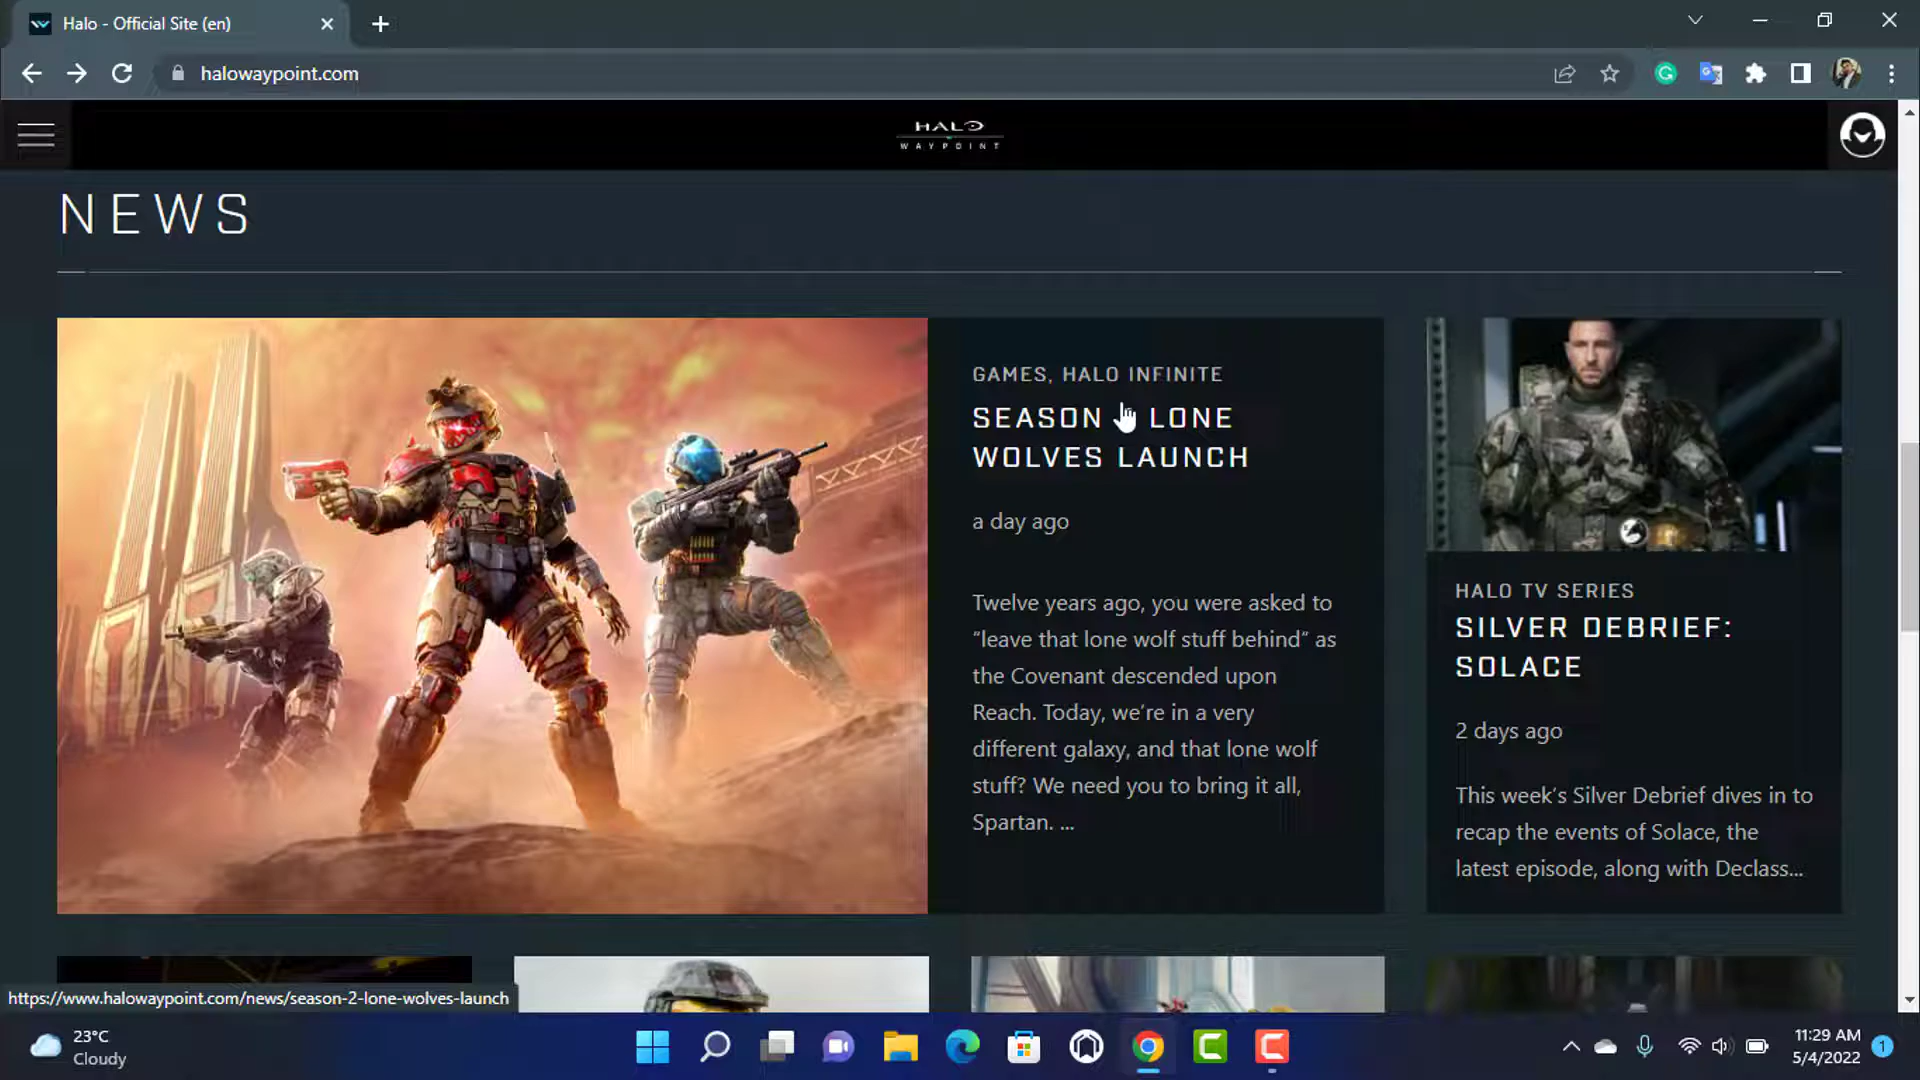 Halo - Official Site (en)
halowaypoint.com
HALO
WAYPOINT
NEWS
GAMES, HALO INFINITE
SEASON LONE
WOLVES LAUNCH
a day ago
Twelve years ago, you were asked to
“leave that lone wolf stuff behind” as
the Covenant descended upon
Reach. Today, we’re in a very
different galaxy, and that lone wolf
stuff? We need you to bring it all,
Spartan. ...
HALO TV SERIES
SILVER DEBRIEF:
SOLACE
2 days ago
This week’s Silver Debrief dives in to
recap the events of Solace, the
latest episode, along with Declass...
https://www.halowaypoint.com/news/season-2-lone-wolves-launch
23°C
Cloudy
11:29 AM
5/4/2022
1